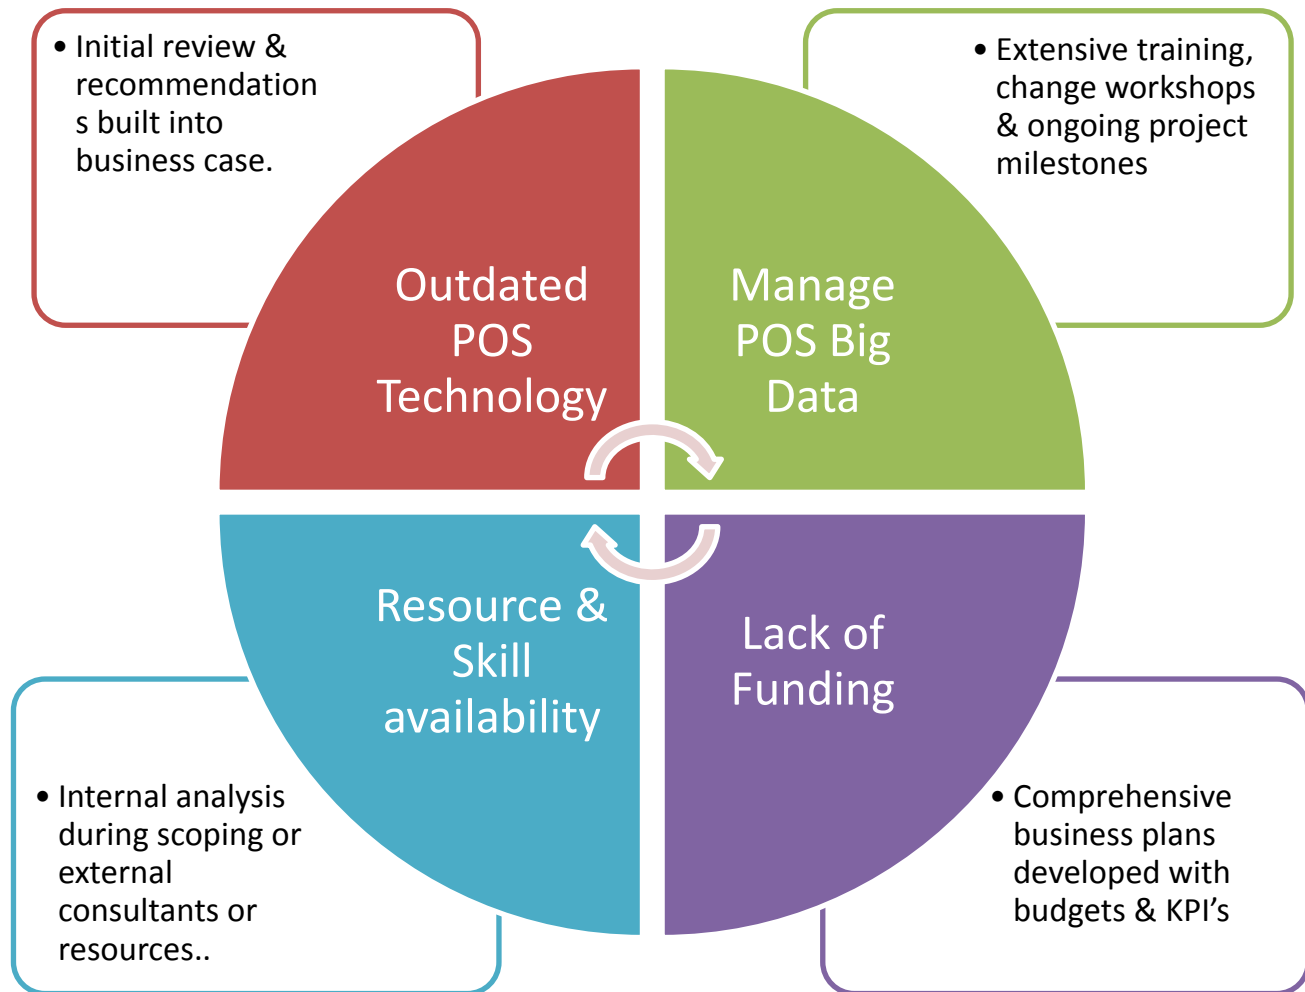 • Initial review &
recommendation
s built into
business case.
• Extensive training,
change workshops
& ongoing project
milestones
Outdated
POS
Technology
Manage
POS Big
Data
Resource &
Skill
availability
Lack of
Funding
• Internal analysis
during scoping or
external
consultants or
resources..
• Comprehensive
business plans
developed with
budgets & KPI’s